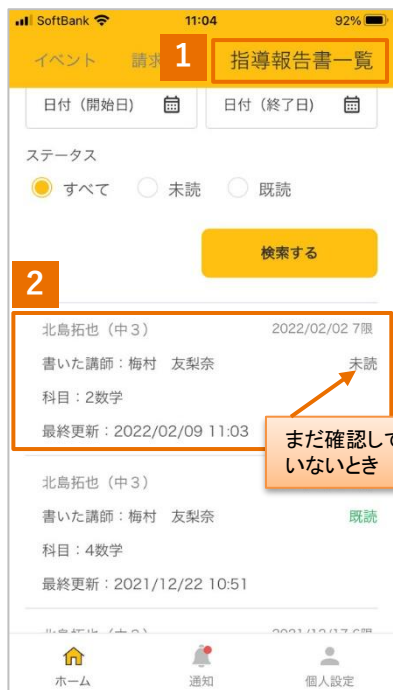 SoftBank 11:04 92%
イベント 請求 1 指導報告書一覧
日付（開始日) 日付（終了日)
ステータス
すべて 未読 既読
検索する
2
北島拓也（中３） 2022/02/02 7限
書いた講師：梅村　友梨奈 未読
科目：2数学
最終更新：2022/02/09 11:03
まだ確認して
いないとき
北島拓也（中３）
書いた講師：梅村　友梨奈 既読
科目：4数学
最終更新：2021/12/22 10:51
ホーム 通知 個人設定